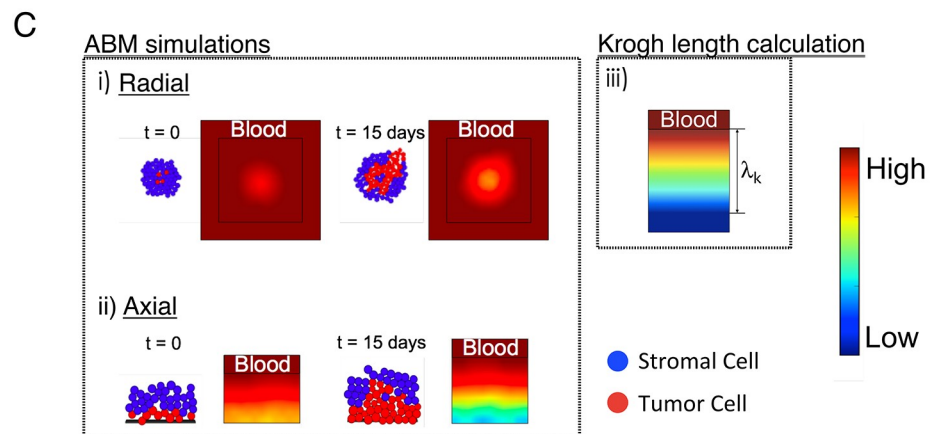 C
ABM simulations
Krogh length calculation
i) Radial
iii)
t = 0
Blood
t = 15 days
Blood
Blood
λk
High
Low
ii) Axial
t = 0
Blood
t = 15 days
Blood
Stromal Cell
Tumor Cell